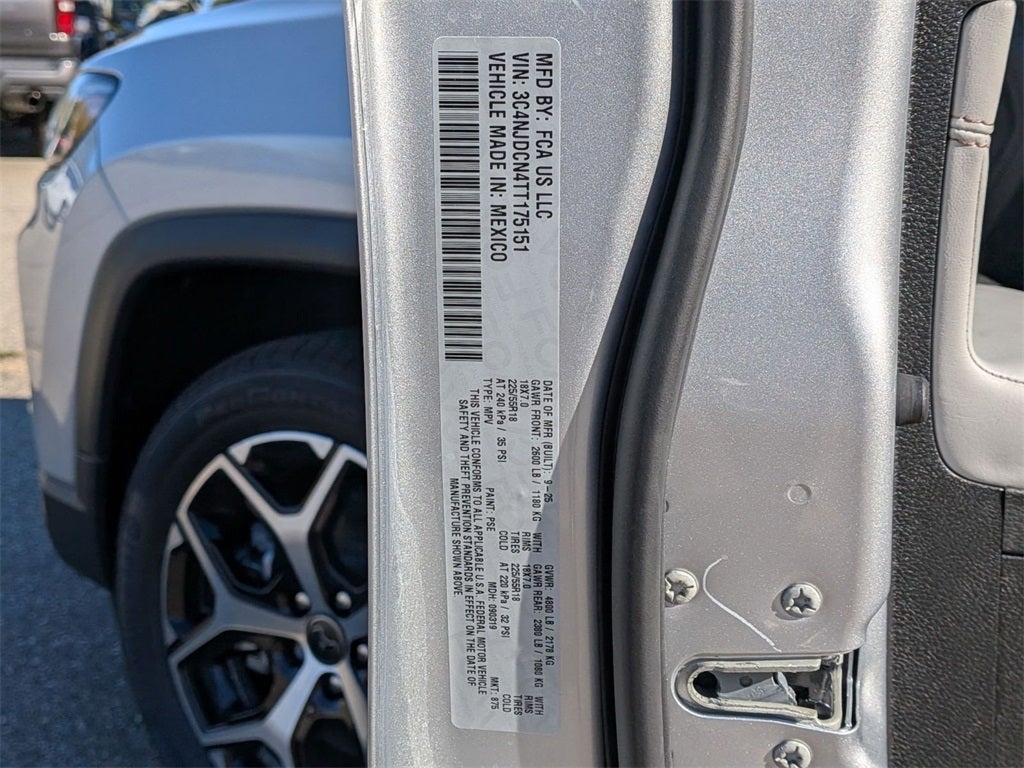 MFD BY: FCA US LLC
VIN: 3C4NJDCN4TT175151
VEHICLE MADE IN: MEXICO
DATE OF MFR (BUILT): 9-25 GVWR: 4800 LB / 2178 KG
GAWR FRONT: 2600 LB / 1180 KG WITH GAWR REAR: 2380 LB / 1080 KG WITH
18X7.0 RIMS 18X7.0 RIMS
225/55R18 TIRES 225/55R18 TIRES
AT 240 kPa / 35 PSI COLD AT 220 kPa / 32 PSI COLD
TYPE: MPV PAINT: PSE MDH: 090319 MKT: 875
THIS VEHICLE CONFORMS TO ALL APPLICABLE U.S.A. FEDERAL MOTOR VEHICLE
SAFETY AND THEFT PREVENTION STANDARDS IN EFFECT ON THE DATE OF
MANUFACTURE SHOWN ABOVE.